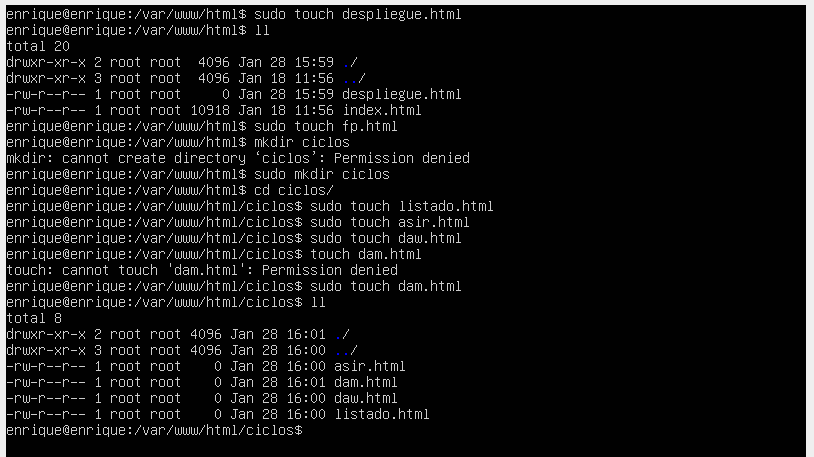 enrique@enrique:/var/www/html$ sudo touch despliegue.html
enrique@enrique:/var/www/html$ ll
total 20
drwxr-xr-x 2 root root  4096 Jan 28 15:59 ./
drwxr-xr-x 3 root root  4096 Jan 18 11:56 ../
-rw-r--r-- 1 root root     0 Jan 28 15:59 despliegue.html
-rw-r--r-- 1 root root 10918 Jan 18 11:56 index.html
enrique@enrique:/var/www/html$ sudo touch fp.html
enrique@enrique:/var/www/html$ mkdir ciclos
mkdir: cannot create directory ‘ciclos’: Permission denied
enrique@enrique:/var/www/html$ sudo mkdir ciclos
enrique@enrique:/var/www/html$ cd ciclos/
enrique@enrique:/var/www/html/ciclos$ sudo touch listado.html
enrique@enrique:/var/www/html/ciclos$ sudo touch asir.html
enrique@enrique:/var/www/html/ciclos$ sudo touch daw.html
enrique@enrique:/var/www/html/ciclos$ touch dam.html
touch: cannot touch 'dam.html': Permission denied
enrique@enrique:/var/www/html/ciclos$ sudo touch dam.html
enrique@enrique:/var/www/html/ciclos$ ll
total 8
drwxr-xr-x 2 root root 4096 Jan 28 16:01 ./
drwxr-xr-x 3 root root 4096 Jan 28 16:00 ../
-rw-r--r-- 1 root root    0 Jan 28 16:00 asir.html
-rw-r--r-- 1 root root    0 Jan 28 16:01 dam.html
-rw-r--r-- 1 root root    0 Jan 28 16:00 daw.html
-rw-r--r-- 1 root root    0 Jan 28 16:00 listado.html
enrique@enrique:/var/www/html/ciclos$